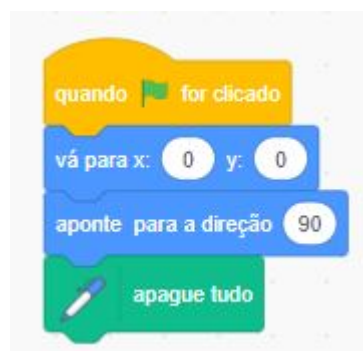 quando for clicado
vá para x: 0 y: 0
aponte para a direção 90
apague tudo